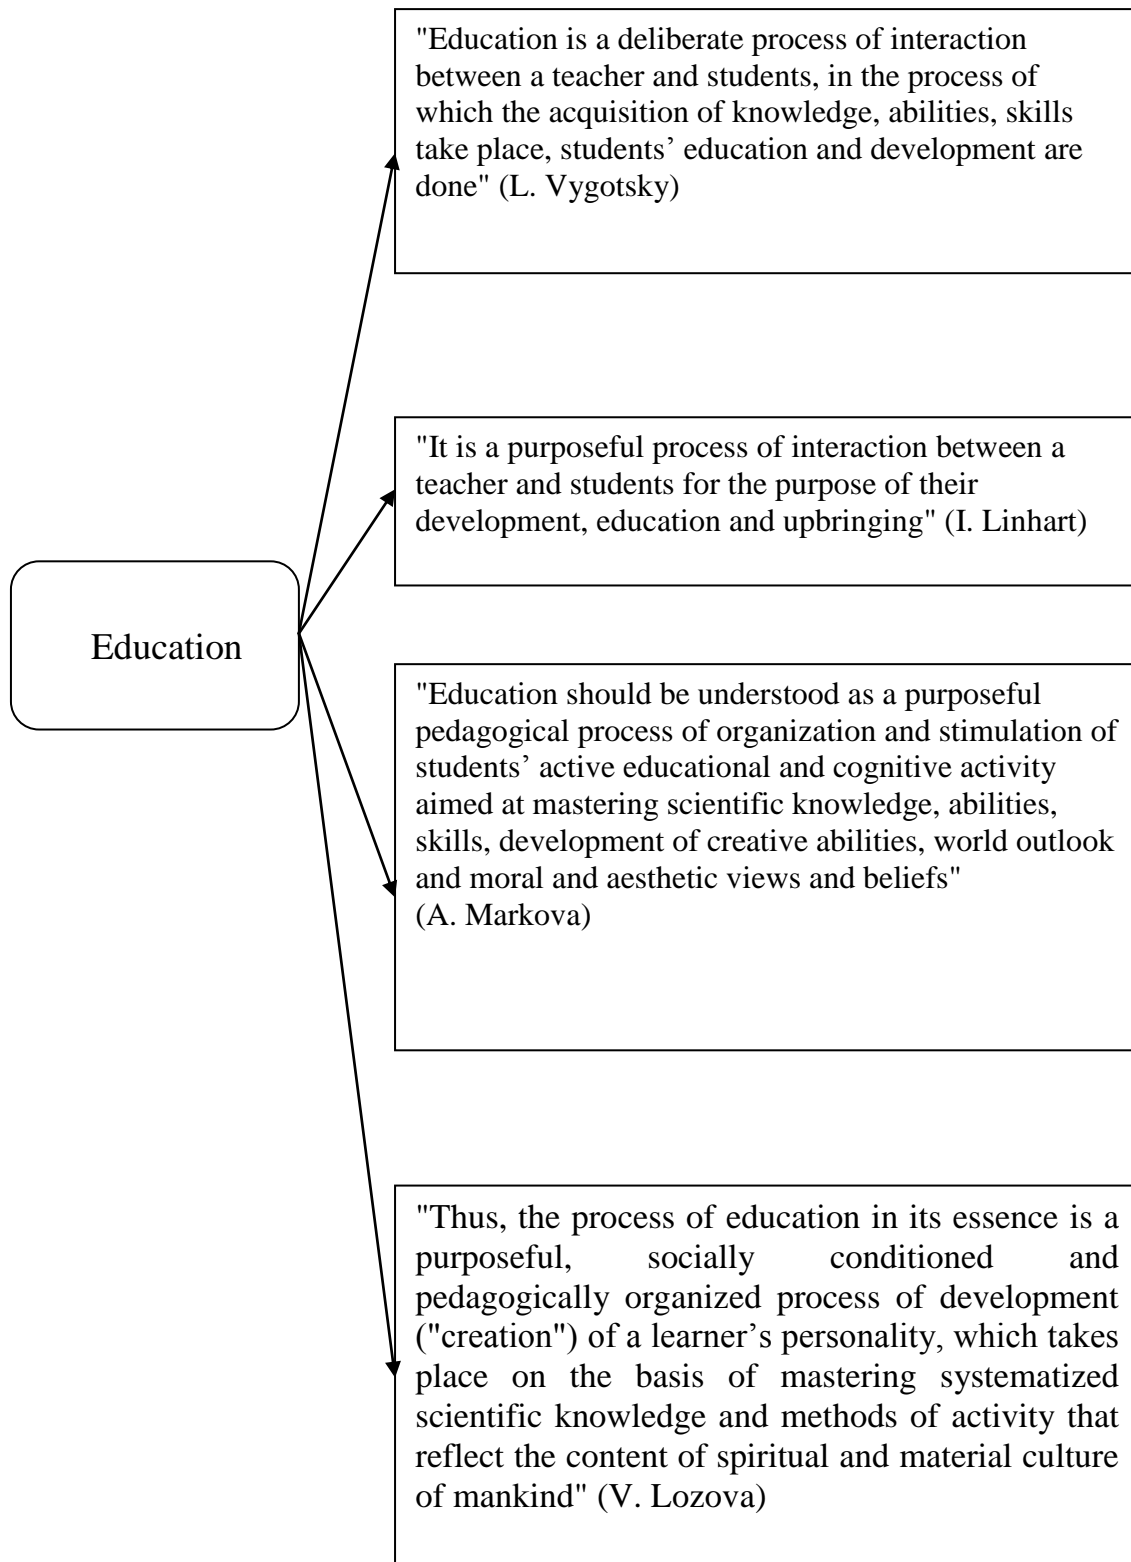 "Education is a deliberate process of interaction
between a teacher and students, in the process of
which the acquisition of knowledge, abilities, skills
take place, students’ education and development are
done" (L. Vygotsky)
"It is a purposeful process of interaction between a
teacher and students for the purpose of their
development, education and upbringing" (I. Linhart)
Education
"Education should be understood as a purposeful
pedagogical process of organization and stimulation of
students’ active educational and cognitive activity
aimed at mastering scientific knowledge, abilities,
skills, development of creative abilities, world outlook
and moral and aesthetic views and beliefs"
(A. Markova)
"Thus, the process of education in its essence is a
purposeful, socially conditioned and
pedagogically organized process of development
("creation") of a learner’s personality, which takes
place on the basis of mastering systematized
scientific knowledge and methods of activity that
reflect the content of spiritual and material culture
of mankind" (V. Lozova)